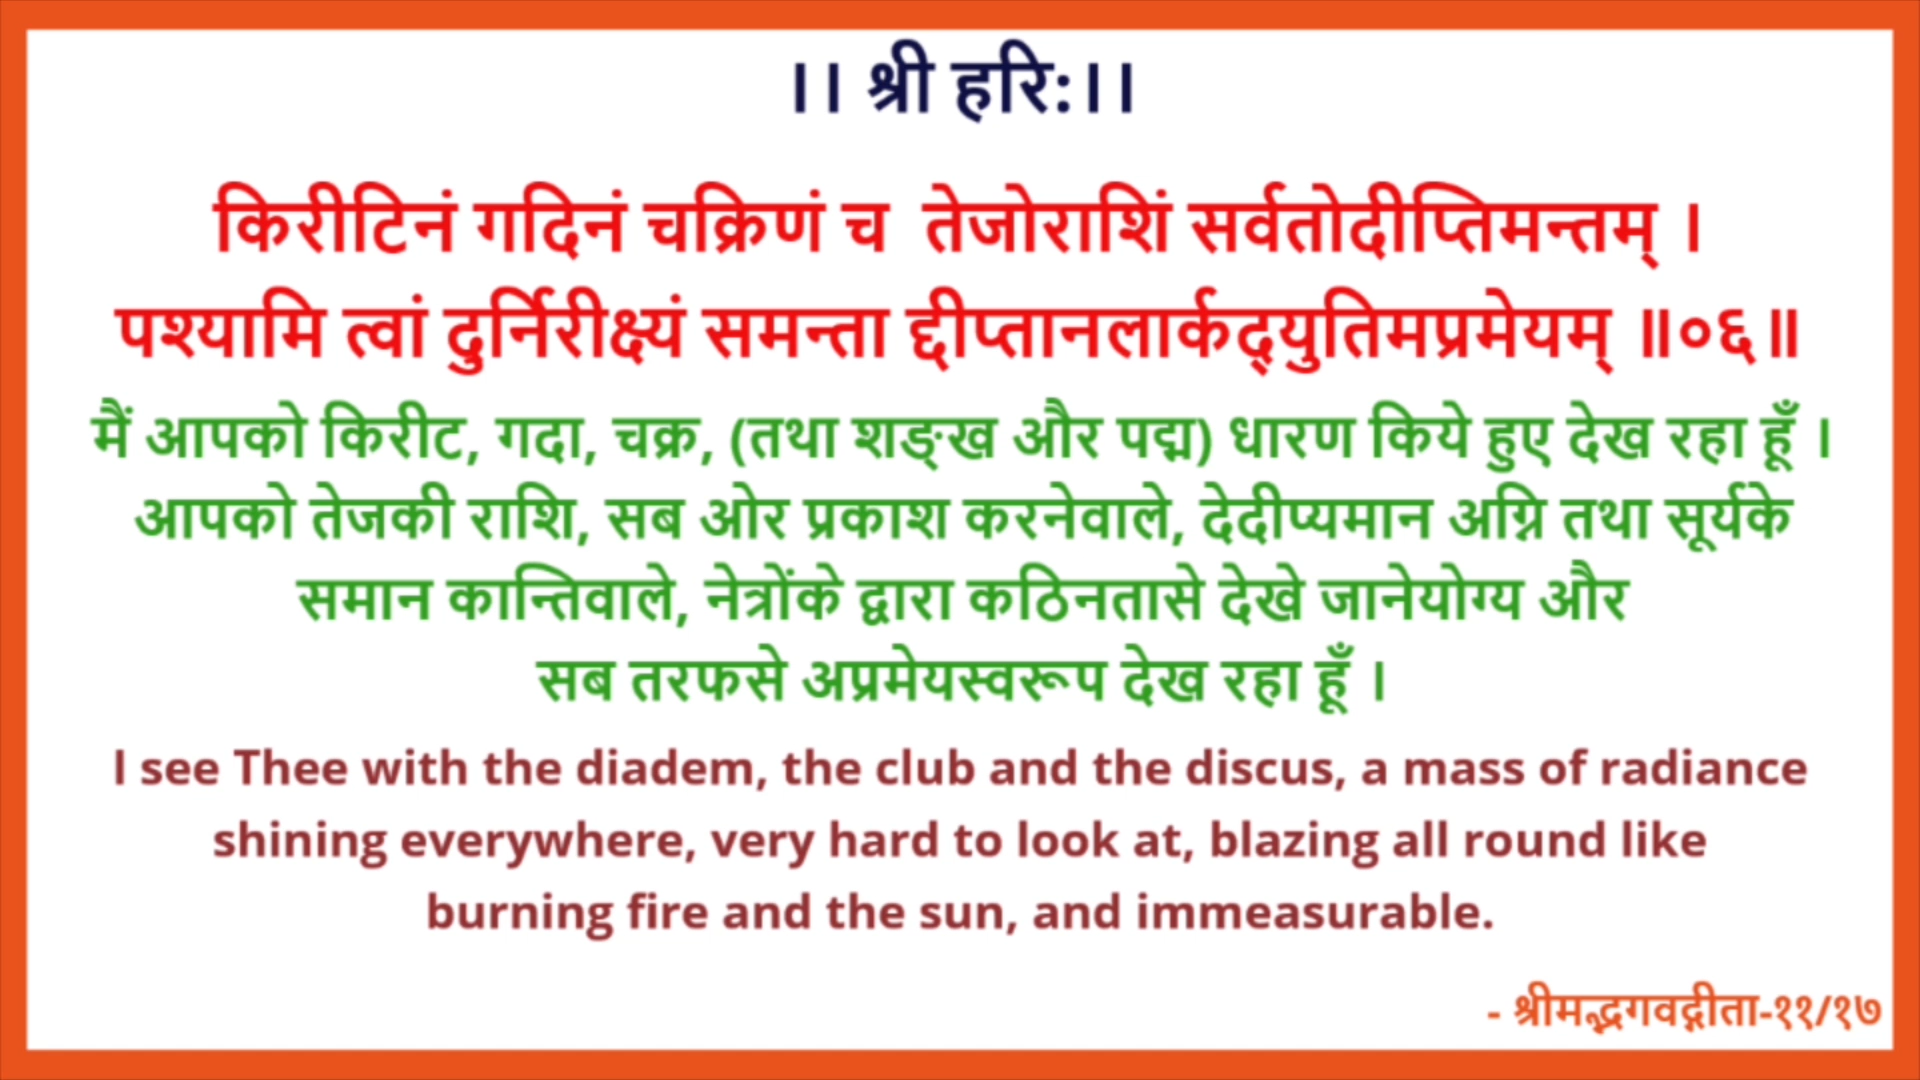 ।। श्री हरि:।।
किरीटिनं गदिनं चक्रिणं च तेजोराशिं सर्वतोदीप्तिमन्तम् ।
पश्यामि त्वां दुर्निरीक्ष्यं समन्ता द्दीप्तानलार्कद्युतिमप्रमेयम् ॥०६॥
मैं आपको किरीट, गदा, चक्र, (तथा शङ्ख और पद्म) धारण किये हुए देख रहा हूँ ।
आपको तेजकी राशि, सब ओर प्रकाश करनेवाले, देदीप्यमान अग्नि तथा सूर्यके
समान कान्तिवाले, नेत्रोंके द्वारा कठिनतासे देखे जानेयोग्य और
सब तरफसे अप्रमेयस्वरूप देख रहा हूँ ।
I see Thee with the diadem, the club and the discus, a mass of radiance
shining everywhere, very hard to look at, blazing all round like
burning fire and the sun, and immeasurable.
- श्रीमद्भगवद्गीता-११/१७